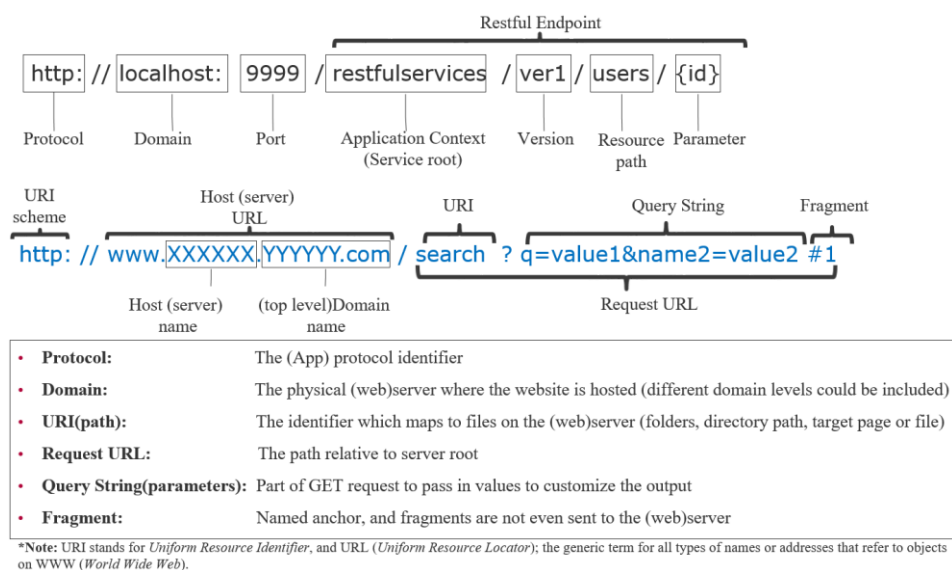 Restful Endpoint
http: // localhost: 9999 / restfulservices / ver1 / users / {id}
Protocol Domain Port Application Context (Service root) Version Resource path Parameter
URI scheme Host (server) URL URI Query String Fragment
http: // www.XXXXXX.YYYYYY.com / search ? q=value1&name2=value2 #1
Host (server) name (top level)Domain name Request URL
• Protocol: The (App) protocol identifier
• Domain: The physical (web)server where the website is hosted (different domain levels could be included)
• URI(path): The identifier which maps to files on the (web)server (folders, directory path, target page or file)
• Request URL: The path relative to server root
• Query String(parameters): Part of GET request to pass in values to customize the output
• Fragment: Named anchor, and fragments are not even sent to the (web)server
*Note: URI stands for Uniform Resource Identifier, and URL (Uniform Resource Locator); the generic term for all types of names or addresses that refer to objects
on WWW (World Wide Web).